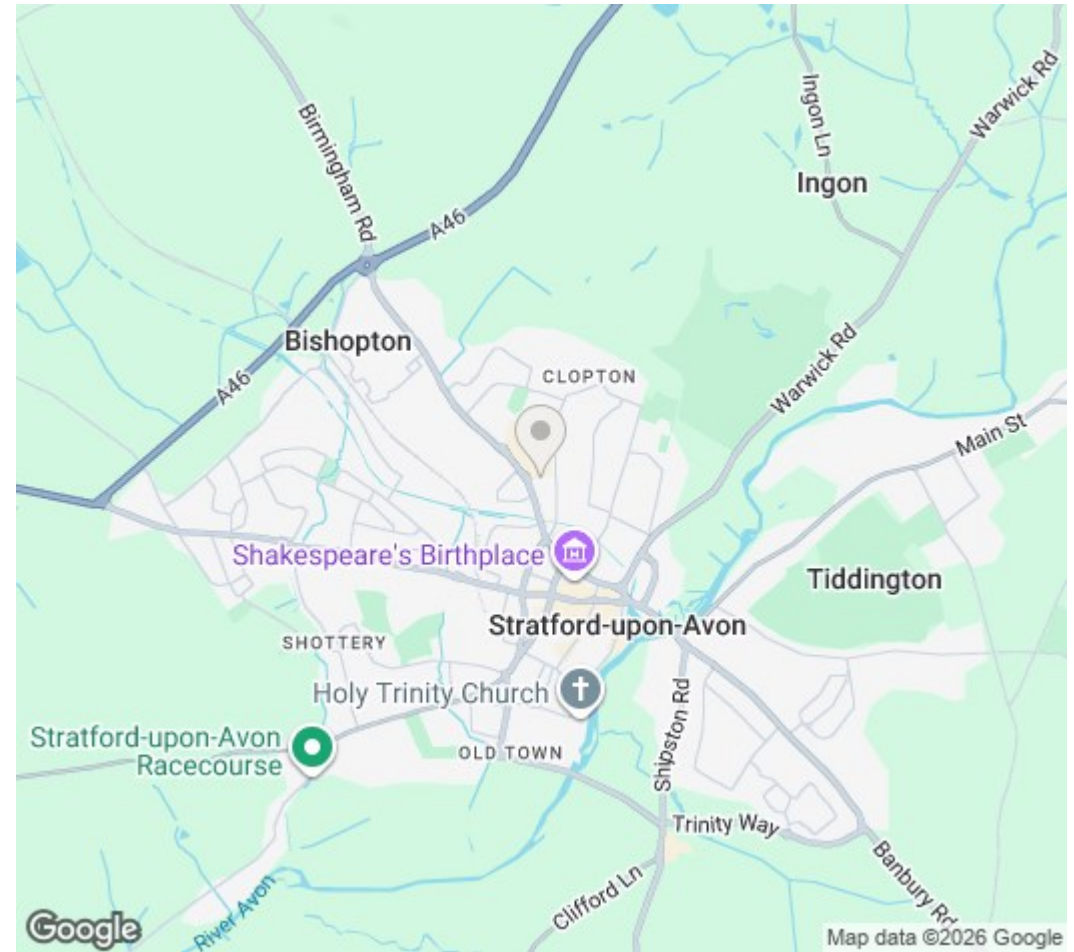 Birmingham Rd
A46
Ingon Ln
Warwick Rd
Ingon
Bishopton
A46
CLOPTON
Warwick Rd
Main St
Shakespeare's Birthplace
Tiddington
Stratford-upon-Avon
SHOTTERY
Holy Trinity Church
Stratford-upon-Avon
Racecourse
OLD TOWN
Shipston Rd
Trinity Way
Banbury Rd
Clifford Ln
River Avon
Google
Map data ©2026 Google